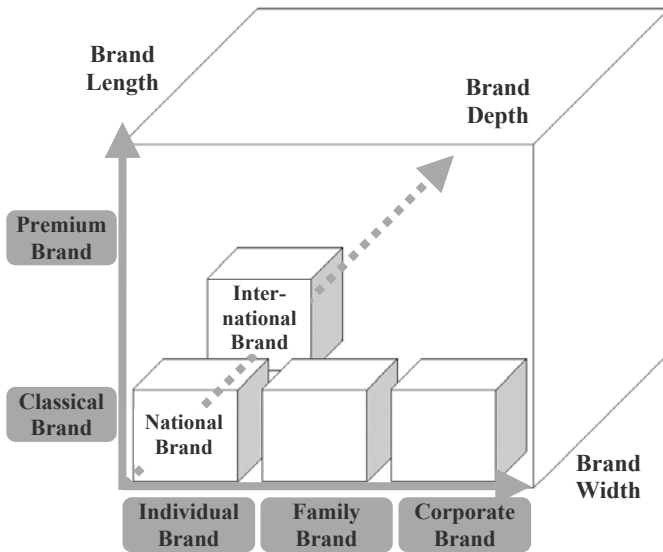 Brand
Length
Brand
Depth
Premium
Brand
Inter-
national
Brand
Classical
Brand
National
Brand
Brand
Width
Individual
Brand
Family
Brand
Corporate
Brand